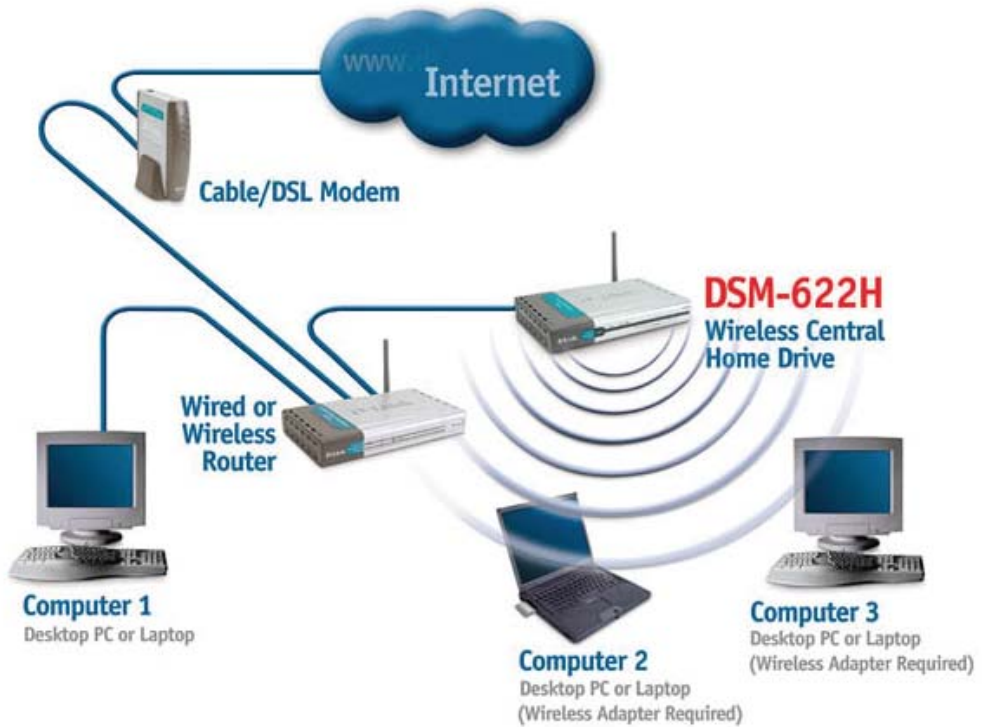 www.
Internet
Cable/DSL Modem
DSM-622H
Wireless Central
Home Drive
Wired or
Wireless
Router
D-Link
D-Link
Computer 1
Desktop PC or Laptop
Computer 2
Desktop PC or Laptop
(Wireless Adapter Required)
Computer 3
Desktop PC or Laptop
(Wireless Adapter Required)